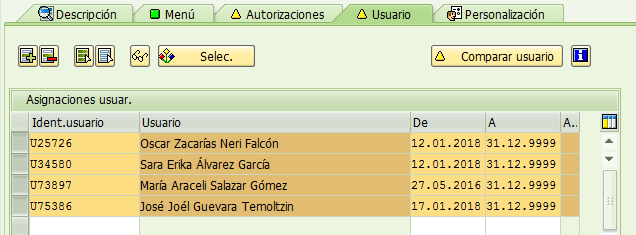 Descripción Menú Autorizaciones Usuario Personalización
Selec. Comparar usuario
Asignaciones usuar.
Ident.usuario Usuario De A A..
U25726 Oscar Zacarías Neri Falcón 12.01.2018 31.12.9999
U34580 Sara Erika Álvarez García 12.01.2018 31.12.9999
U73897 María Araceli Salazar Gómez 27.05.2016 31.12.9999
U75386 José Joél Guevara Temoltzin 17.01.2018 31.12.9999